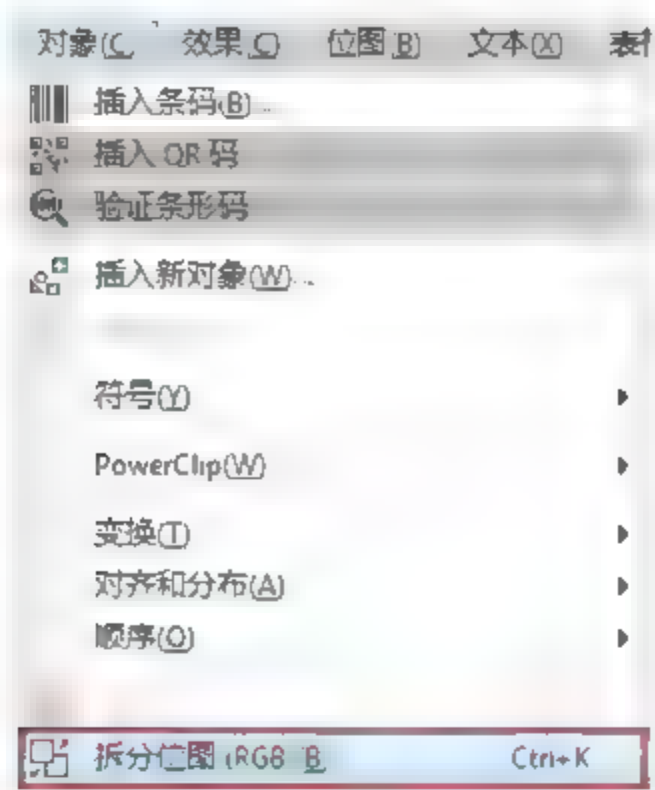 对象(C 效果(C) 位图(B) 文本(X) 表
插入条码(B)...
插入 QR 码
验证条形码
插入新对象(W)...
符号(Y)
PowerClip(W)
变换(T)
对齐和分布(A)
顺序(O)
拆分位图 (RGB B Ctrl+K